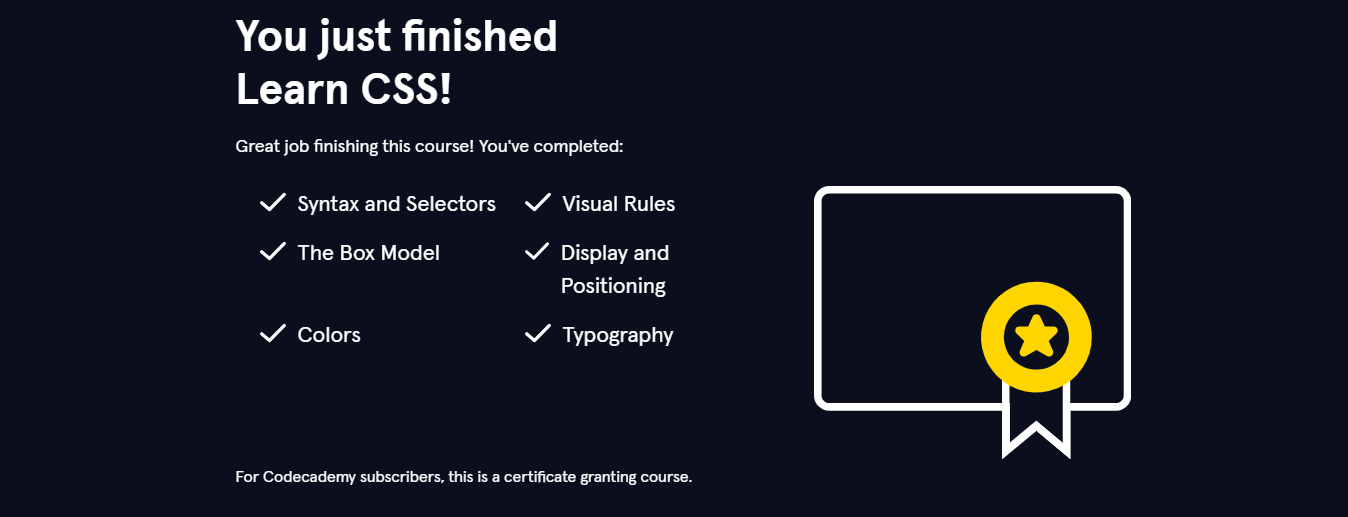 You just finished
Learn CSS!
Great job finishing this course! You've completed:
Syntax and Selectors
Visual Rules
The Box Model
Display and
Positioning
Colors
Typography
For Codecademy subscribers, this is a certificate granting course.